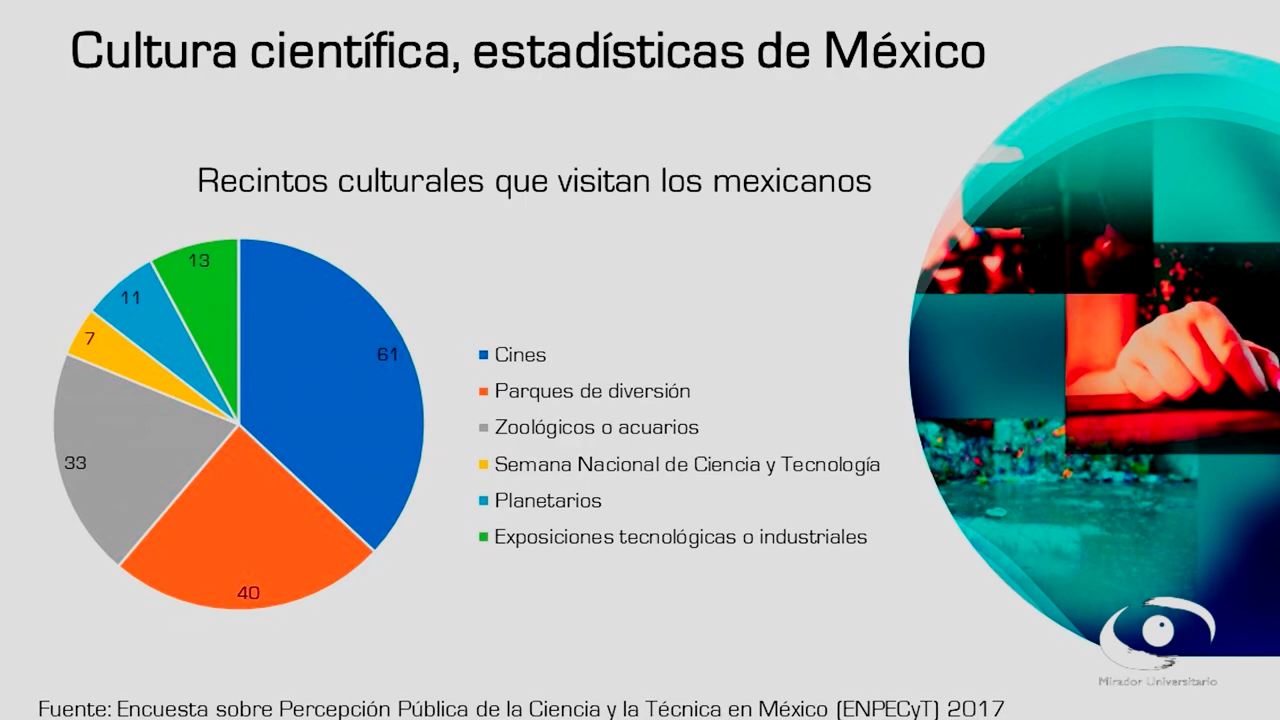 Cultura científica, estadísticas de México
Recintos culturales que visitan los mexicanos
13
11
7
61
33
40
Cines
Parques de diversión
Zoológicos o acuarios
Semana Nacional de Ciencia y Tecnología
Planetarios
Exposiciones tecnológicas o industriales
Mirador Universitario
Fuente: Encuesta sobre Percepción Pública de la Ciencia y la Técnica en México (ENPECyT) 2017